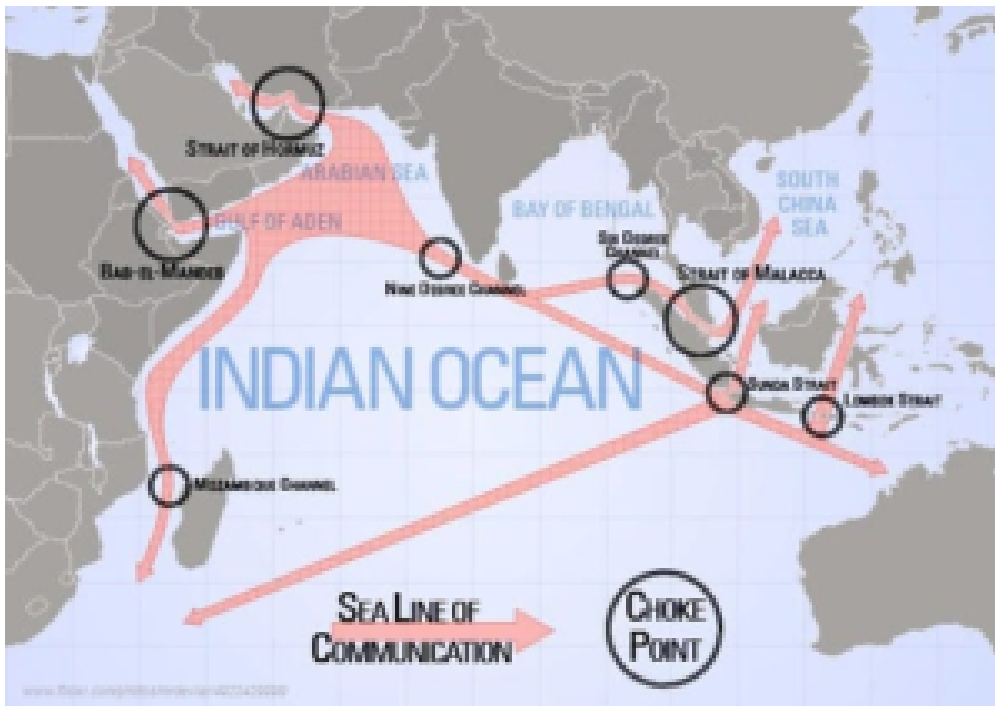 STRAIT OF HORMUZ
ARABIAN SEA
GULF OF ADEN
BAB-EL-MANDEB
NINE DEGREE CHANNEL
BAY OF BENGAL
SOUTH
CHINA
SEA
SIX DEGREE
CHANNEL
STRAIT OF MALACCA
INDIAN OCEAN
SUNDA STRAIT
LOMBOK STRAIT
MOZAMBIQUE CHANNEL
SEA LINE OF
COMMUNICATION
CHOKE
POINT